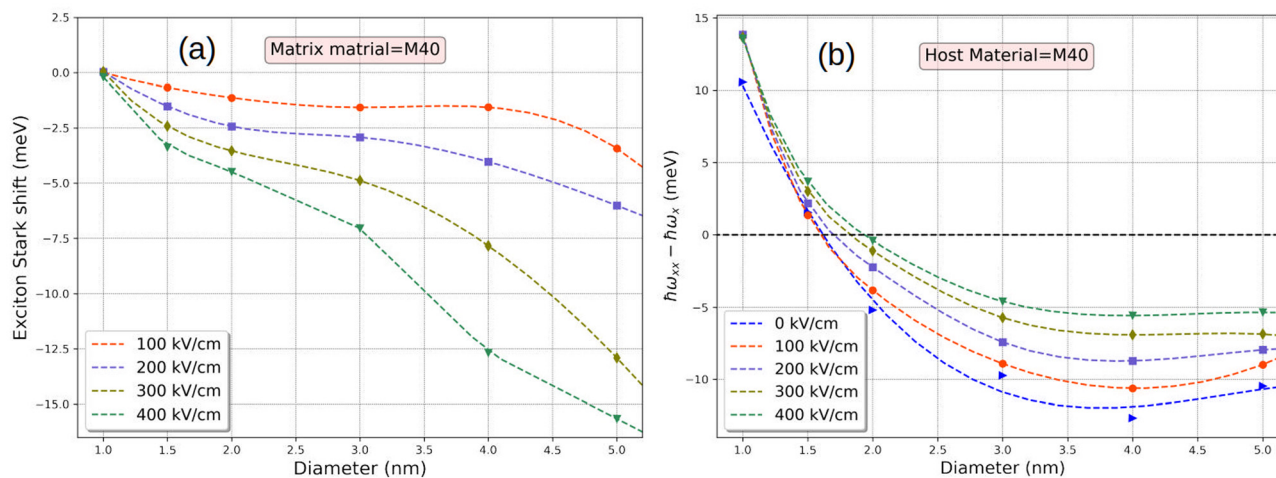 (a)
Matrix matrial=M40
Exciton Stark shift (meV)
2.5
0.0
−2.5
−5.0
−7.5
−10.0
−12.5
−15.0
100 kV/cm
200 kV/cm
300 kV/cm
400 kV/cm
1.0 1.5 2.0 2.5 3.0 3.5 4.0 4.5 5.0
Diameter (nm)
(b)
Host Material=M40
ℏω_xx − ℏω_x (meV)
15
10
5
0
−5
−10
0 kV/cm
100 kV/cm
200 kV/cm
300 kV/cm
400 kV/cm
1.0 1.5 2.0 2.5 3.0 3.5 4.0 4.5 5.0
Diameter (nm)